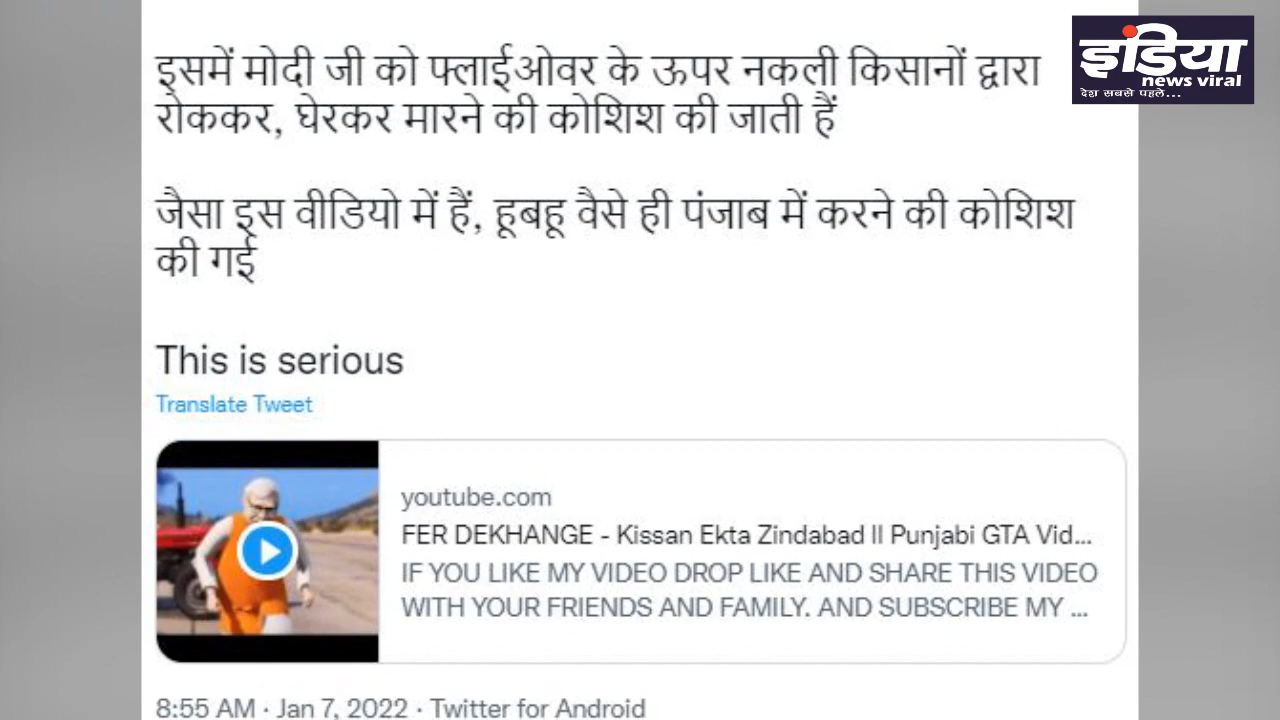 इंडिया
news viral
देश सबसे पहले...
इसमें मोदी जी को फ्लाईओवर के ऊपर नकली किसानों द्वारा
रोककर, घेरकर मारने की कोशिश की जाती हैं
जैसा इस वीडियो में हैं, हूबहू वैसे ही पंजाब में करने की कोशिश
की गई
This is serious
Translate Tweet
youtube.com
FER DEKHANGE - Kissan Ekta Zindabad II Punjabi GTA Vid...
IF YOU LIKE MY VIDEO DROP LIKE AND SHARE THIS VIDEO
WITH YOUR FRIENDS AND FAMILY. AND SUBSCRIBE MY ...
8:55 AM · Jan 7, 2022 · Twitter for Android